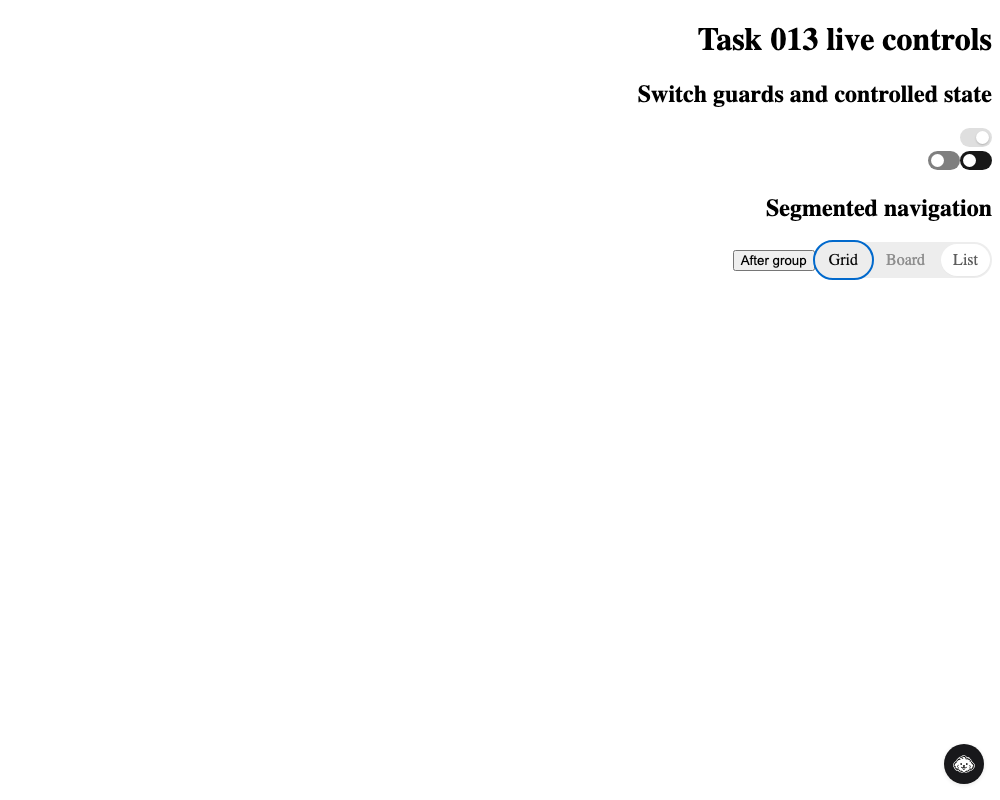 Task 013 live controls
Switch guards and controlled state
Segmented navigation
After group Grid Board List